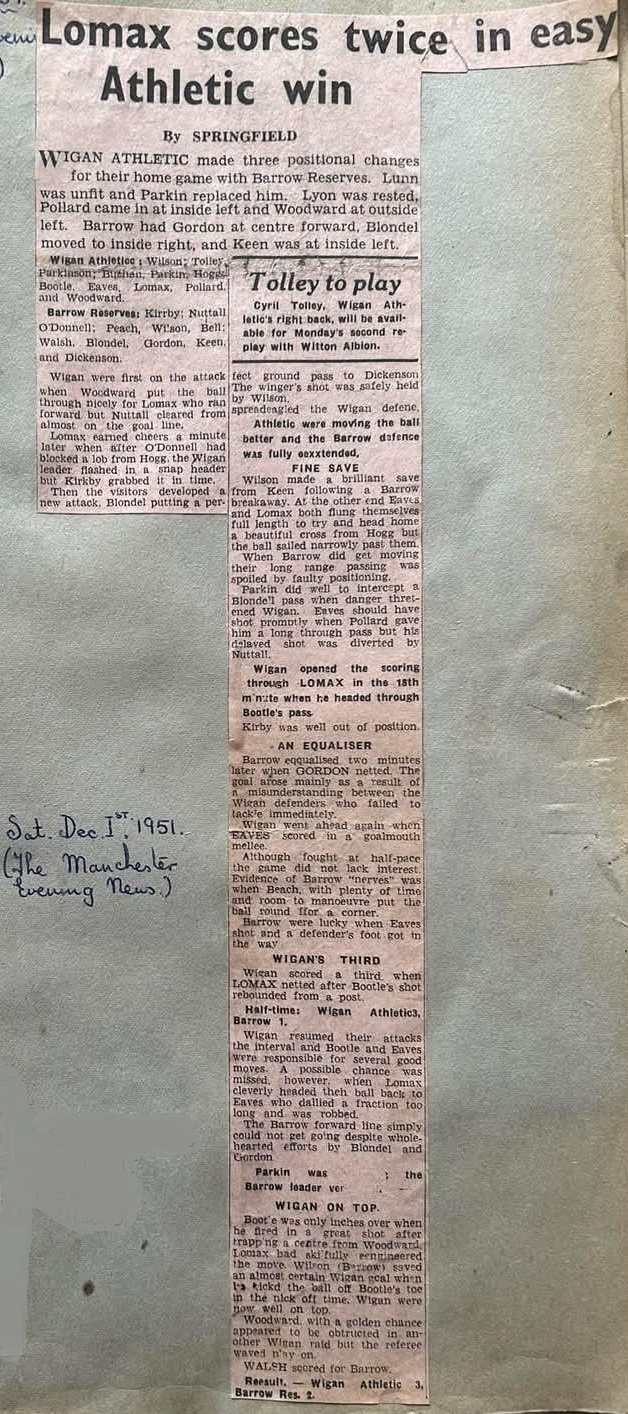 Lomax scores twice in easy
Athletic win
By SPRINGFIELD
WIGAN ATHLETIC made three positional changes
for their home game with Barrow Reserves. Lunn
was unfit and Parkin replaced him. Lyon was rested,
Pollard came in at inside left and Woodward at outside
left. Barrow had Gordon at centre forward, Blondel
moved to inside right, and Keen was at inside left.
Wigan Athletic: Wilson; Tolley,
Parkinson; Bushan, Parkin, Hogg;
Bootle, Eaves, Lomax, Pollard,
and Woodward.
Barrow Reserves: Kirrby; Nuttall
O'Donnell; Peach, Wilson, Bell;
Walsh, Blondel, Gordon, Keen,
and Dickenson.
Wigan were first on the attack
when Woodward put the ball
through nicely for Lomax who ran
forward but Nuttall cleared from
almost on the goal line.
Lomax earned cheers a minute
later when after O'Donnell had
blocked a lob from Hogg, the Wigan
leader flashed in a snap header
but Kirkby grabbed it in time.
Then the visitors developed a
new attack, Blondel putting a per-
Tolley to play
Cyril Tolley, Wigan Ath-
letic's right back, will be avail-
able for Monday's second re-
play with Witton Albion.
fect ground pass to Dickenson
The winger's shot was safely held
by Wilson.
spreadeagled the Wigan defenc,
Athletic were moving the ball
better and the Barrow defence
was fully eexxtended,
FINE SAVE
Wilson made a brilliant save
from Keen following a Barrow
breakaway. At the other end Eaves
and Lomax both flung themselves
full length to try and head home
a beautiful cross from Hogg but
the ball sailed narrowly past them.
When Barrow did get moving
their long range passing was
spoiled by faulty positioning.
Parkin did well to intercept a
Blondell pass when danger thret-
ened Wigan. Eaves should have
shot promptly when Pollard gave
him a long through pass but his
delayed shot was diverted by
Nuttall.
Wigan opened the scoring
through LOMAX in the 18th
minute when he headed through
Bootle's pass.
Kirby was well out of position.
AN EQUALISER
Barrow eqqualised two minutes
later when GORDON netted. The
goal arose mainly as a result of
a misunderstanding between the
Wigan defenders who failed to
tackle immediately.
Wigan went ahead again when
EAVES scored in a goalmouth
mellee.
Although fought at half-pace
the game did not lack interest.
Evidence of Barrow "nerves" was
when Beach, with plenty of time
and room to manoeuvre put the
ball round ffor a corner.
Barrow were lucky when Eaves
shot and a defender's foot got in
the way
WIGAN'S THIRD
Wigan scored a third when
LOMAX netted after Bootle's shot
rebounded from a post.
Half-time: Wigan Athletic3,
Barrow 1.
Wigan resumed their attacks
the interval and Bootle and Eaves
were responsible for several good
moves. A possible chance was
missed, however, when Lomax
cleverly headed theh ball back to
Eaves who dallied a fraction too
long and was robbed.
The Barrow forward line simply
could not get going despite whole-
hearted efforts by Blondel and
Gordon
Parkin was ; the
Barrow leader ver
WIGAN ON TOP.
Bootle was only inches over when
he fired in a great shot after
trapping a centre from Woodward.
Lomax had skilfully eengineered
the move. Wilson (Barrow) saved
an almost certain Wigan goal when
he kickd the ball off Bootle's toe
in the nick off time. Wigan were
now well on top.
Woodward, with a golden chance
appeared to be obtructed in an-
other Wigan raid but the referee
waved play on.
WALSH scored for Barrow.
Reesult. — Wigan Athletic 3,
Barrow Res. 2.
Sat. Dec. 1ST. 1951.
(The Manchester
Evening News.)